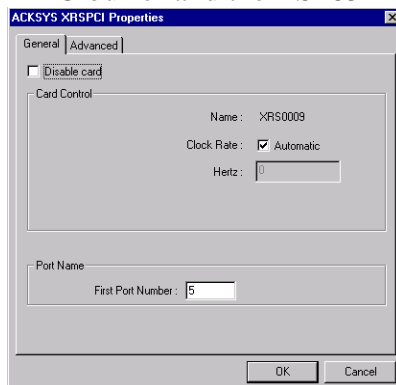 ACKSYS XRSPCI Properties
General Advanced
Disable card
Card Control
Name : XRS0009
Clock Rate : Automatic
Hertz : 0
Port Name
First Port Number : 5
OK Cancel